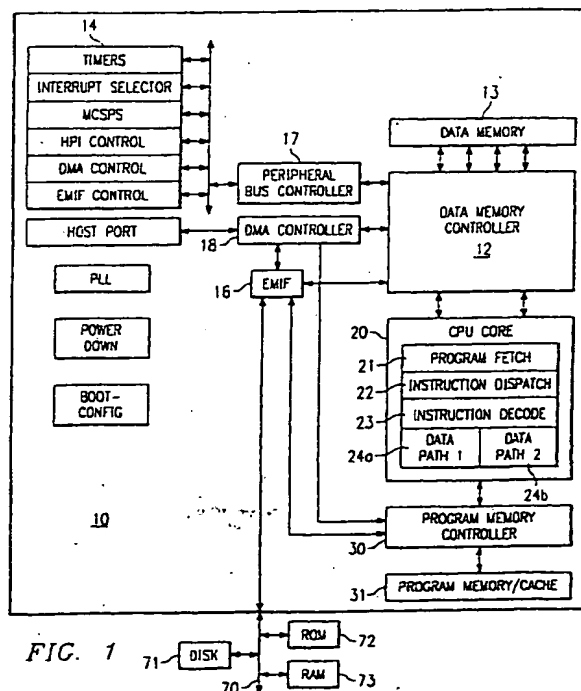 14
TIMERS
INTERRUPT SELECTOR
MCSPS
HPI CONTROL
DMA CONTROL
EMIF CONTROL
HOST PORT
PLL
POWER
DOWN
BOOT-
CONFIG
10
17
PERIPHERAL
BUS CONTROLLER
DMA CONTROLLER
18
16
EMIF
13
DATA MEMORY
DATA MEMORY
CONTROLLER
12
20
CPU CORE
21
PROGRAM FETCH
22
INSTRUCTION DISPATCH
23
INSTRUCTION DECODE
24a
DATA
PATH 1
DATA
PATH 2
24b
PROGRAM MEMORY
CONTROLLER
30
31
PROGRAM MEMORY/CACHE
FIG. 1
71
DISK
70
ROM
72
RAM
73